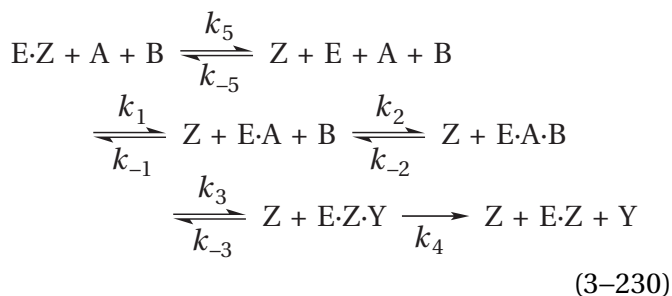 E·Z + A + B k₅ ⇌ k₋₅ Z + E + A + B
k₁ ⇌ k₋₁ Z + E·A + B k₂ ⇌ k₋₂ Z + E·A·B
k₃ ⇌ k₋₃ Z + E·Z·Y → k₄ Z + E·Z + Y
(3–230)